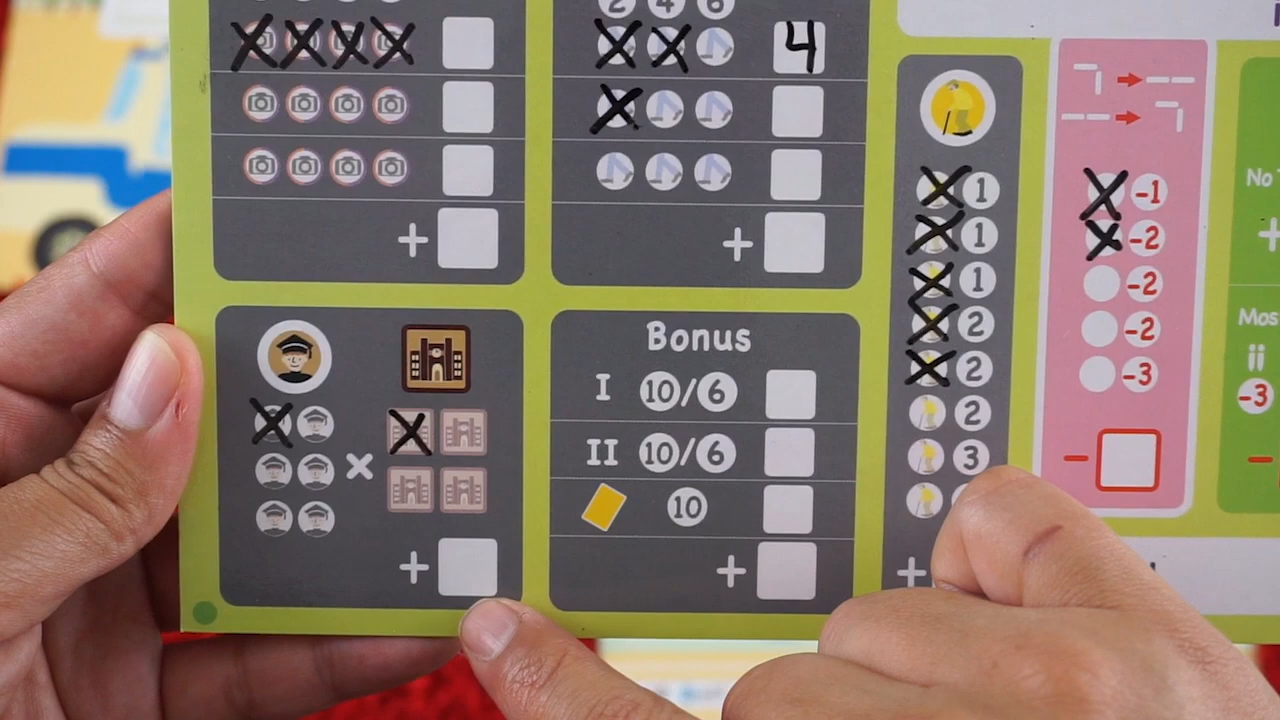 2 4 6
X X X X
X X 4
X
+
+
X 1
X 1
X 1
X 2
X 2
2
3
+
X -1
X -2
-2
-2
-3
-
No
+
Mos
-3
-
X × X
+
Bonus
I 10/6
II 10/6
10
+